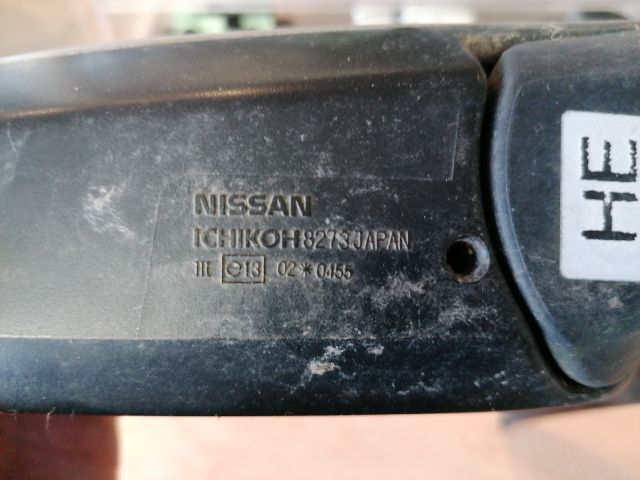 NISSAN
ICHIKOH 8273 JAPAN
III e13 02*0455
HE